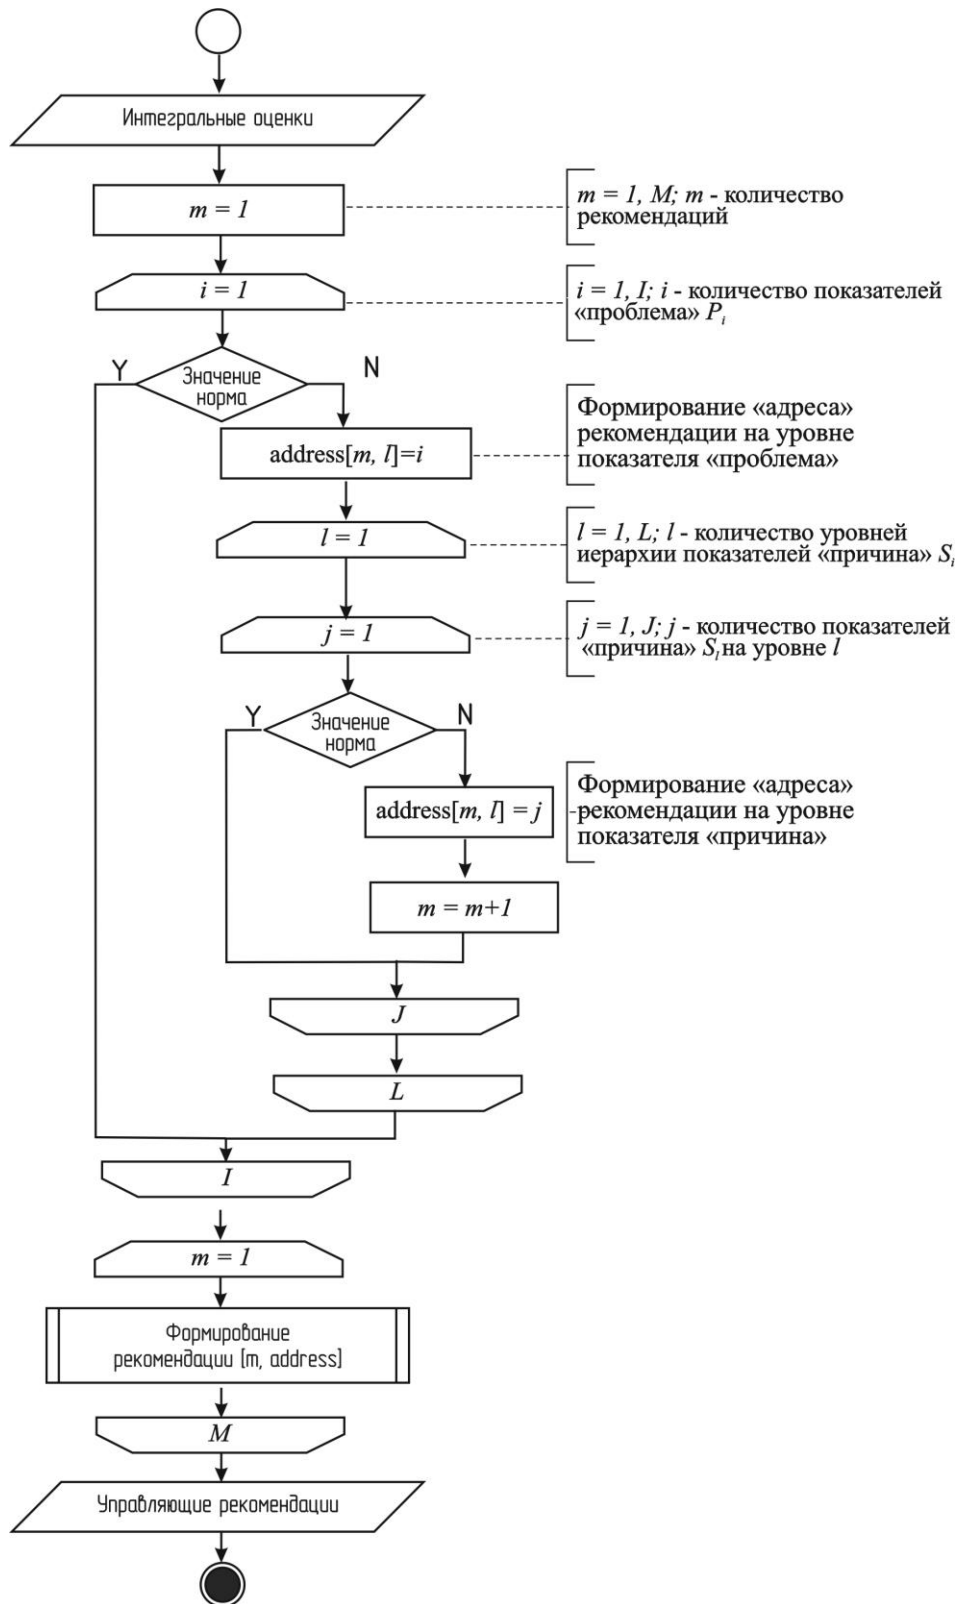 Интегральные оценки
m = 1
m = 1, M; m - количество
рекомендаций
i = 1
i = 1, I; i - количество показателей
«проблема» Pᵢ
Y
Значение
норма
N
address[m, l]=i
Формирование «адреса»
рекомендации на уровне
показателя «проблема»
l = 1
l = 1, L; l - количество уровней
иерархии показателей «причина» Sᵢ
j = 1
j = 1, J; j - количество показателей
«причина» Sₗ на уровне l
Y
Значение
норма
N
address[m, l] = j
Формирование «адреса»
рекомендации на уровне
показателя «причина»
m = m+1
J
L
I
m = 1
Формирование
рекомендации [m, address]
M
Управляющие рекомендации